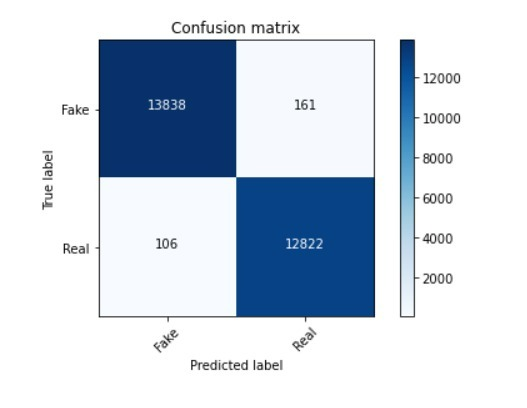 Confusion matrix
Fake
13838
161
Real
106
12822
Fake
Real
Predicted label
True label
12000
10000
8000
6000
4000
2000